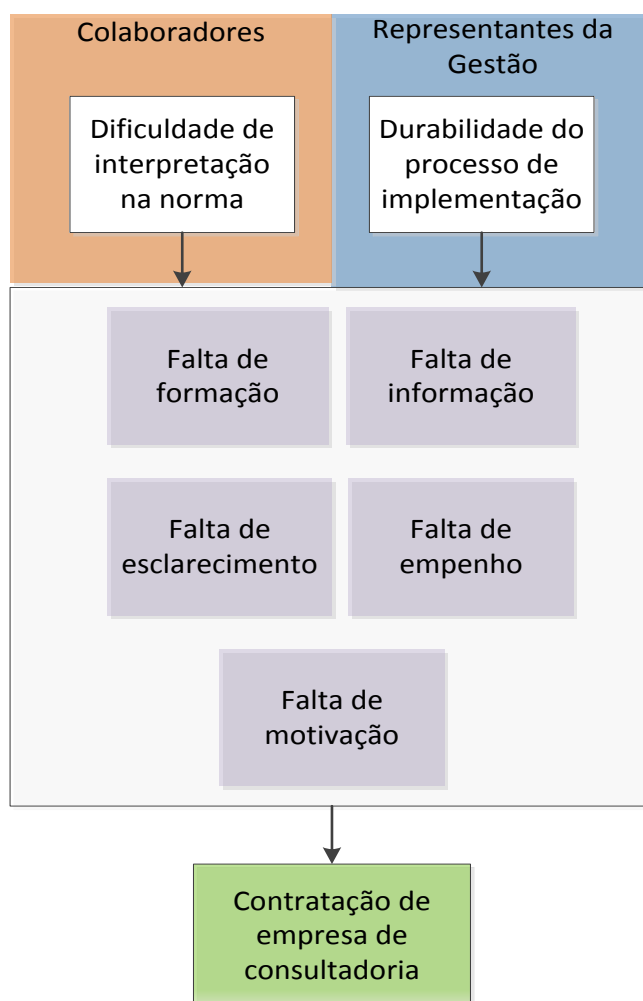 Colaboradores
Representantes da
Gestão
Dificuldade de
interpretação
na norma
Durabilidade do
processo de
implementação
Falta de
formação
Falta de
informação
Falta de
esclarecimento
Falta de
empenho
Falta de
motivação
Contratação de
empresa de
consultadoria